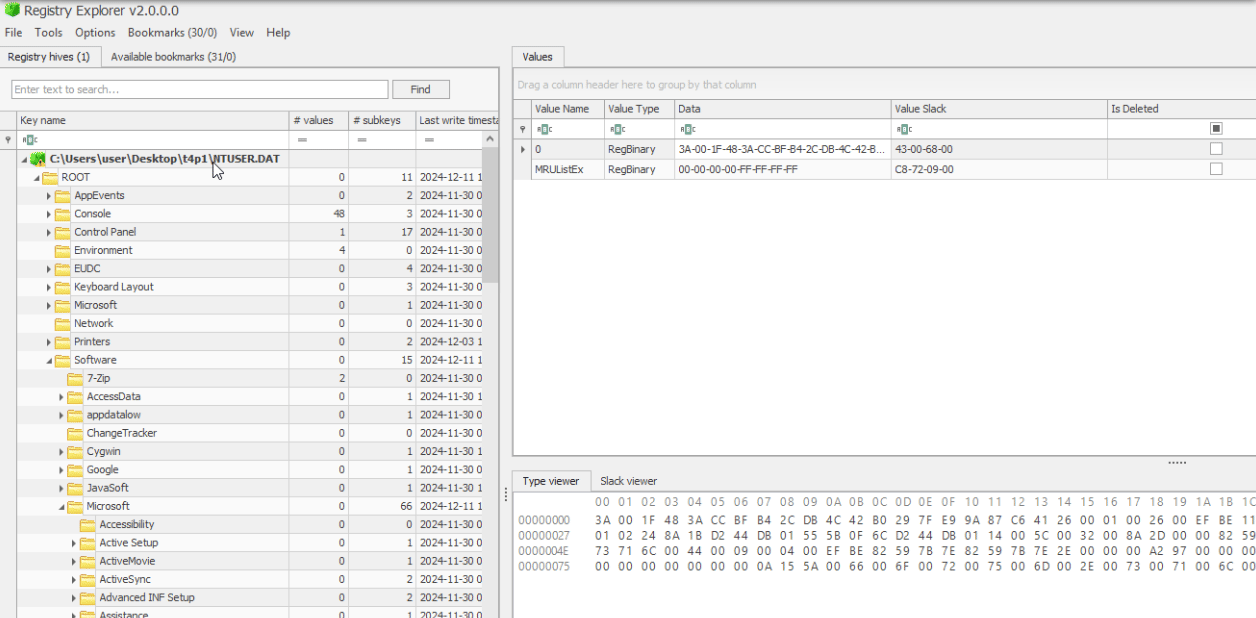 Registry Explorer v2.0.0.0
File Tools Options Bookmarks (30/0) View Help
Registry hives (1) Available bookmarks (31/0)
Enter text to search... Find
Key name # values # subkeys Last write timesta
C:\Users\user\Desktop\t4p1\NTUSER.DAT
ROOT 0 11 2024-12-11 1
AppEvents 0 2 2024-11-30 0
Console 48 3 2024-11-30 0
Control Panel 1 17 2024-11-30 0
Environment 4 0 2024-11-30 0
EUDC 0 4 2024-11-30 0
Keyboard Layout 0 3 2024-11-30 0
Microsoft 0 1 2024-11-30 0
Network 0 0 2024-11-30 0
Printers 0 2 2024-12-03 1
Software 0 15 2024-12-11 1
7-Zip 2 0 2024-11-30 0
AccessData 0 1 2024-11-30 1
appdatalow 0 1 2024-11-30 0
ChangeTracker 0 0 2024-11-30 0
Cygwin 0 1 2024-11-30 1
Google 0 1 2024-11-30 0
JavaSoft 0 1 2024-11-30 1
Microsoft 0 66 2024-12-11 1
Accessibility 0 0 2024-11-30 0
Active Setup 0 1 2024-11-30 0
ActiveMovie 0 1 2024-11-30 0
ActiveSync 0 2 2024-11-30 0
Advanced INF Setup 0 2 2024-11-30 0
Assistance 0 1 2024-11-30 0
Values
Drag a column header here to group by that column
Value Name Value Type Data Value Slack Is Deleted
0 RegBinary 3A-00-1F-48-3A-CC-BF-B4-2C-DB-4C-42-B... 43-00-68-00
MRUListEx RegBinary 00-00-00-00-FF-FF-FF-FF C8-72-09-00
Type viewer Slack viewer
00 01 02 03 04 05 06 07 08 09 0A 0B 0C 0D 0E 0F 10 11 12 13 14 15 16 17 18 19 1A 1B 1C
00000000 3A 00 1F 48 3A CC BF B4 2C DB 4C 42 B0 29 7F E9 9A 87 C6 41 26 00 01 00 26 00 EF BE 11
00000027 01 02 24 8A 1B D2 44 DB 01 55 5B 0F 6C D2 44 DB 01 14 00 5C 00 32 00 8A 2D 00 00 82 59
0000004E 73 71 6C 00 44 00 09 00 04 00 EF BE 82 59 7B 7E 82 59 7B 7E 2E 00 00 00 A2 97 00 00 00
00000075 00 00 00 00 00 00 00 0A 15 5A 00 66 00 6F 00 72 00 75 00 6D 00 2E 00 73 00 71 00 6C 00